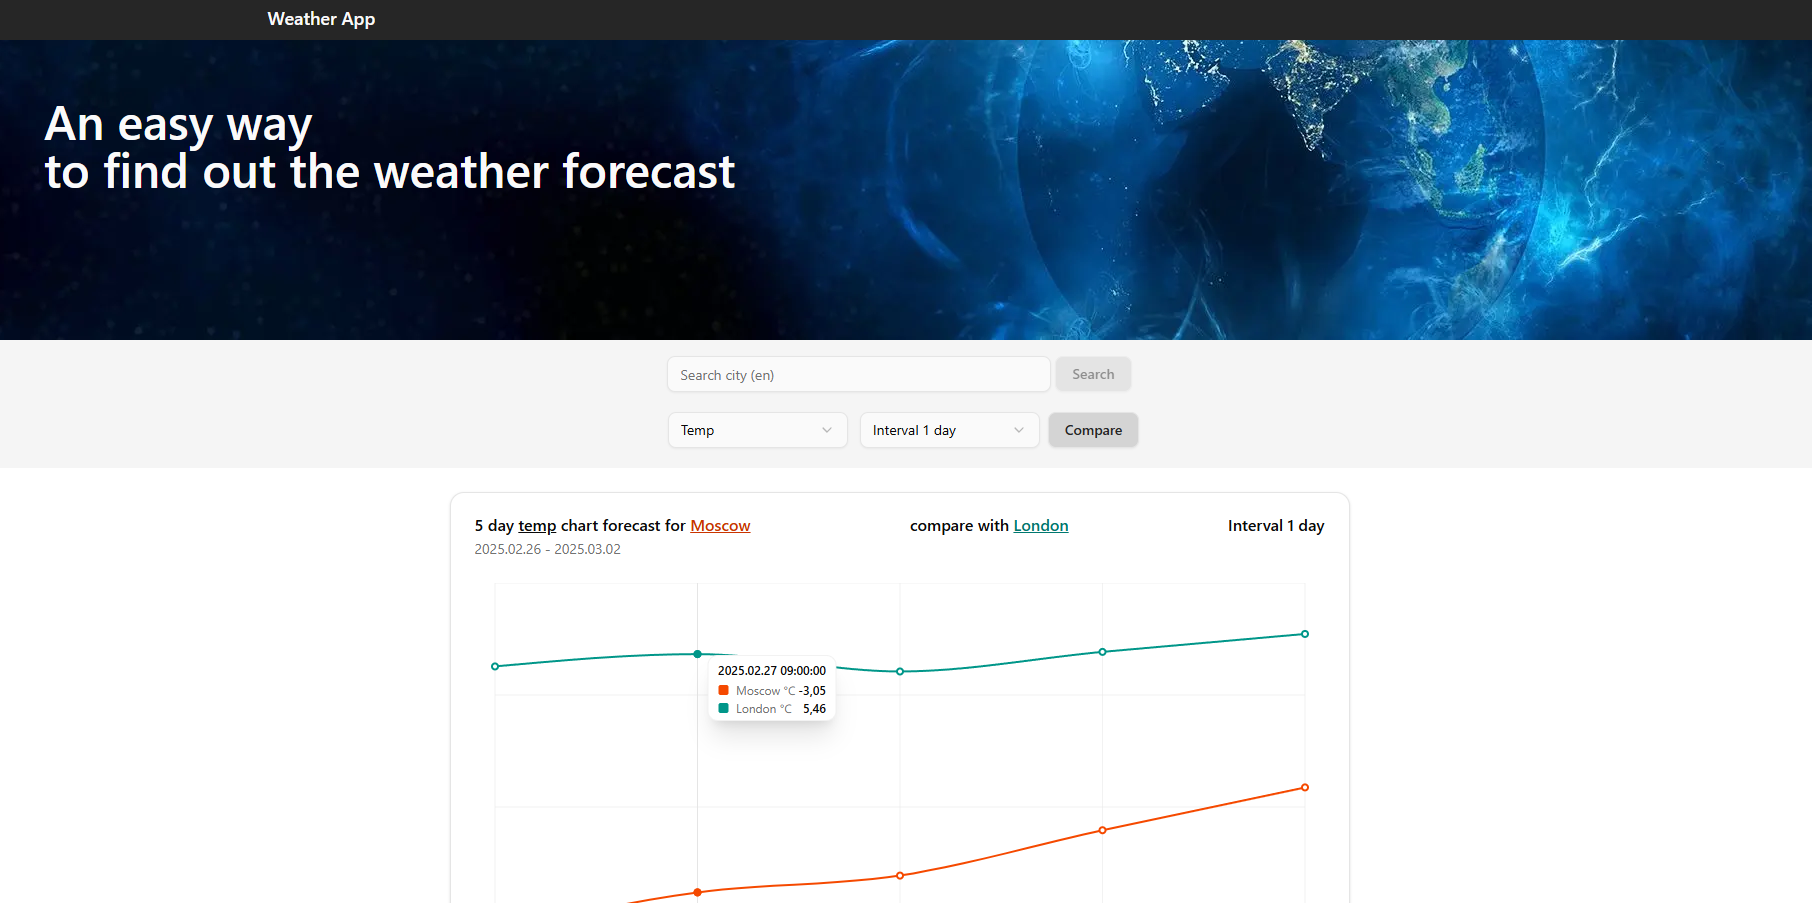 Weather App
An easy way
to find out the weather forecast
Search city (en)
Search
Temp
Interval 1 day
Compare
5 day temp chart forecast for Moscow
compare with London
Interval 1 day
2025.02.26 - 2025.03.02
2025.02.27 09:00:00
Moscow °C -3,05
London °C 5,46